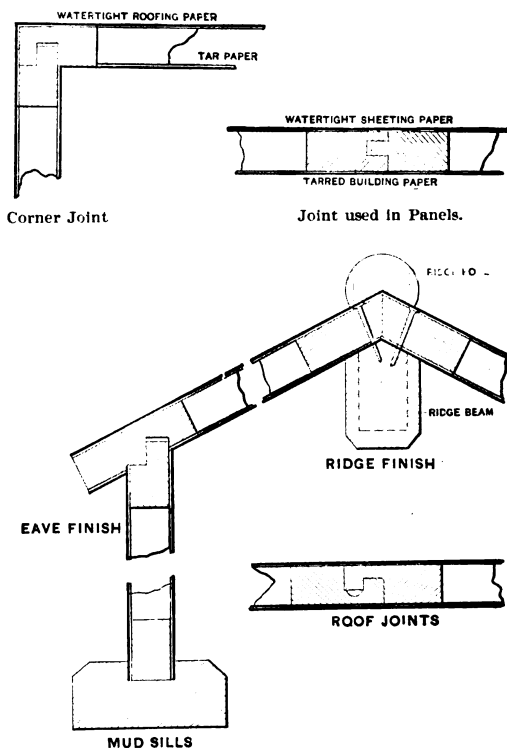 WATERTIGHT ROOFING PAPER
TAR PAPER
Corner Joint
WATERTIGHT SHEETING PAPER
TARRED BUILDING PAPER
Joint used in Panels.
RIDGE BEAM
RIDGE FINISH
EAVE FINISH
ROOF JOINTS
MUD SILLS